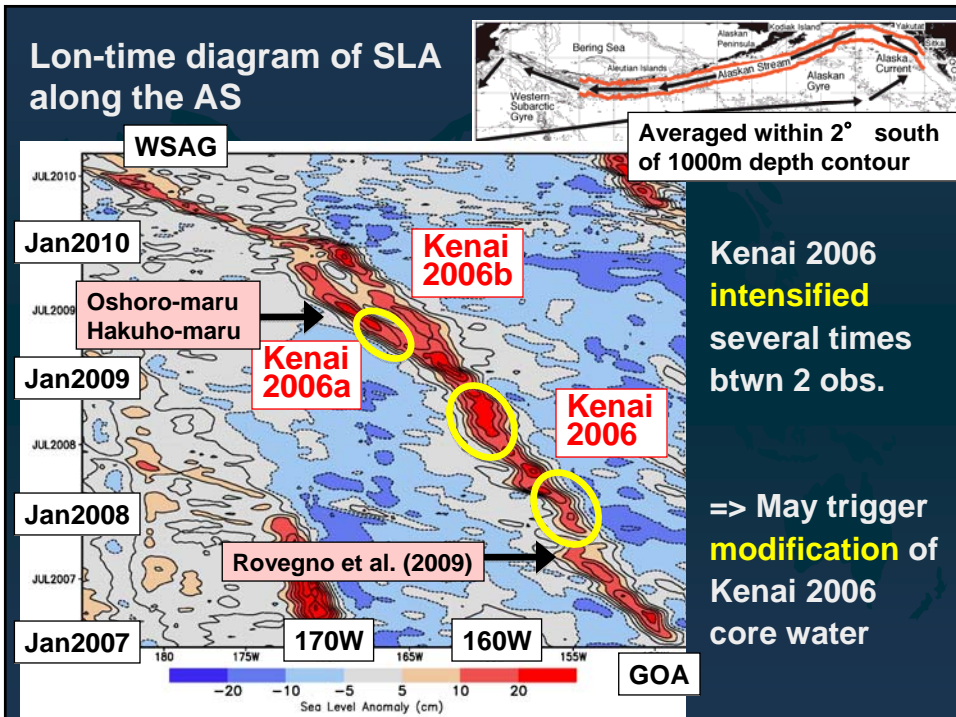 Lon-time diagram of SLA
along the AS
Kodiak Island
Yakutat
Alaskan
Peninsula
Sitka
Bering Sea
Aleutian Islands
Alaskan Stream
Alaska
Current
Western
Subarctic
Gyre
Alaskan
Gyre
Averaged within 2° south
of 1000m depth contour
WSAG
JUL2010
Jan2010
Kenai
2006b
Oshoro-maru
Hakuho-maru
JUL2009
Kenai
2006a
Jan2009
Kenai
2006
JUL2008
Jan2008
Rovegno et al. (2009)
JUL2007
Jan2007
180
175W
170W
165W
160W
155W
GOA
−20
−10
−5
5
10
20
Sea Level Anomaly (cm)
Kenai 2006
intensified
several times
btwn 2 obs.
=> May trigger
modification of
Kenai 2006
core water